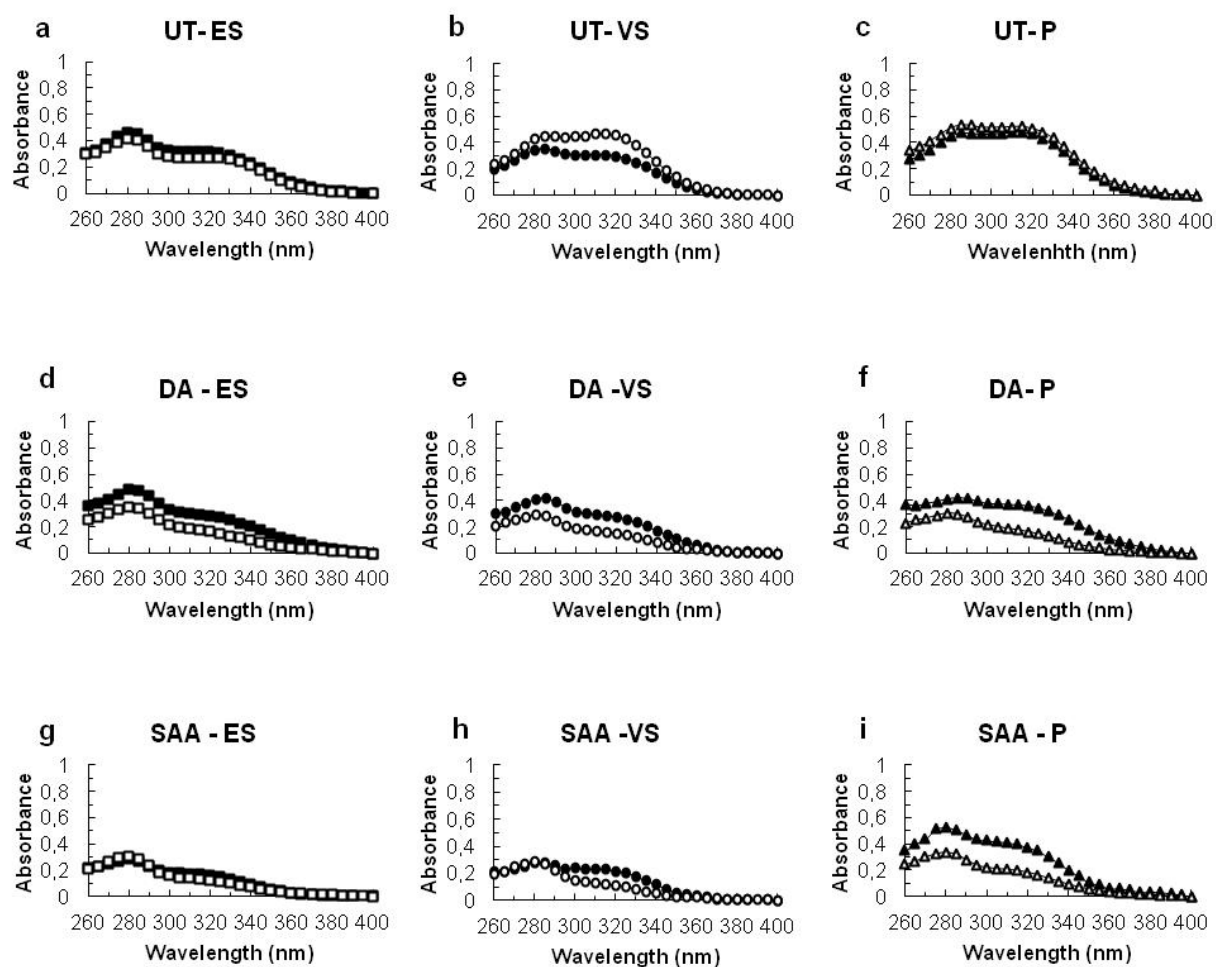 a UT- ES
b UT- VS
c UT- P
1
0,8
0,6
0,4
0,2
0
Absorbance
260 280 300 320 340 360 380 400
Wavelength (nm)
1
0,8
0,6
0,4
0,2
0
Absorbance
260 280 300 320 340 360 380 400
Wavelength (nm)
1
0,8
0,6
0,4
0,2
0
Absorbance
260 280 300 320 340 360 380 400
Wavelenhth (nm)
d DA - ES
e DA -VS
f DA- P
1
0,8
0,6
0,4
0,2
0
Absorbance
260 280 300 320 340 360 380 400
Wavelength (nm)
1
0,8
0,6
0,4
0,2
0
Absorbance
260 280 300 320 340 360 380 400
Wavelength (nm)
1
0,8
0,6
0,4
0,2
0
Absorbance
260 280 300 320 340 360 380 400
Wavelength (nm)
g SAA - ES
h SAA -VS
i SAA - P
1
0,8
0,6
0,4
0,2
0
Absorbance
260 280 300 320 340 360 380 400
Wavelength (nm)
1
0,8
0,6
0,4
0,2
0
Absorbance
260 280 300 320 340 360 380 400
Wavelength (nm)
1
0,8
0,6
0,4
0,2
0
Absorbance
260 280 300 320 340 360 380 400
Wavelength (nm)